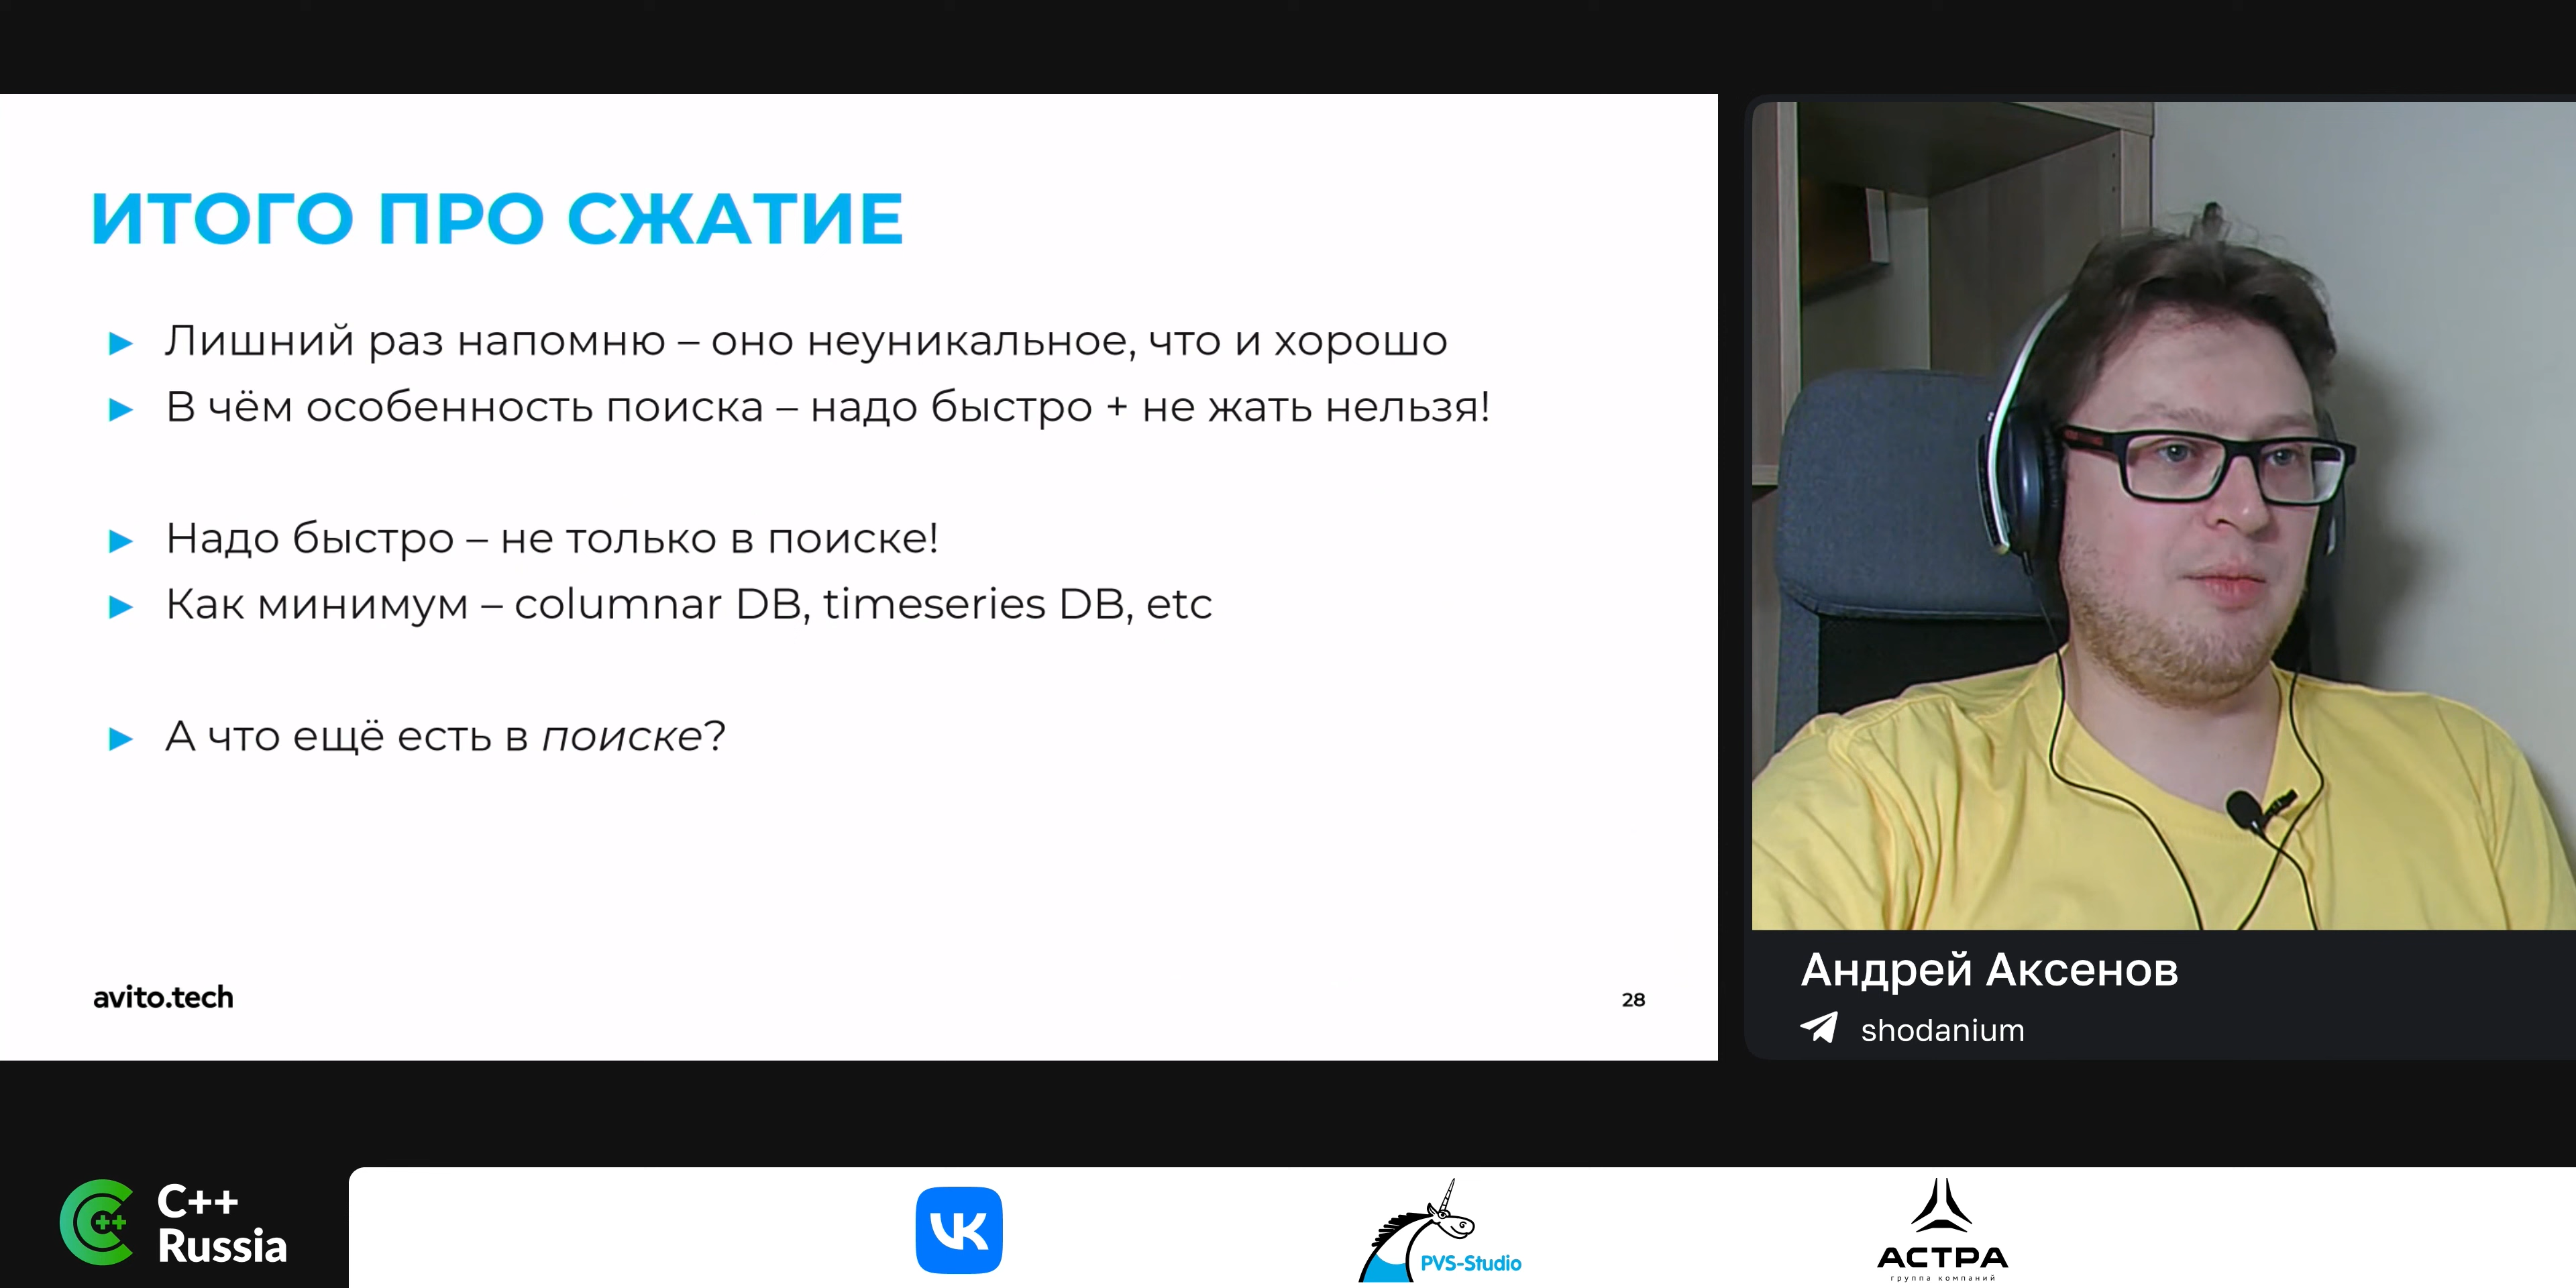 ИТОГО ПРО СЖАТИЕ
Лишний раз напомню – оно неуникальное, что и хорошо
В чём особенность поиска – надо быстро + не жать нельзя!
Надо быстро – не только в поиске!
Как минимум – columnar DB, timeseries DB, etc
А что ещё есть в поиске?
avito.tech
28
Андрей Аксенов
shodanium
C++
Russia
VK
PVS-Studio
АСТРА
группа компаний